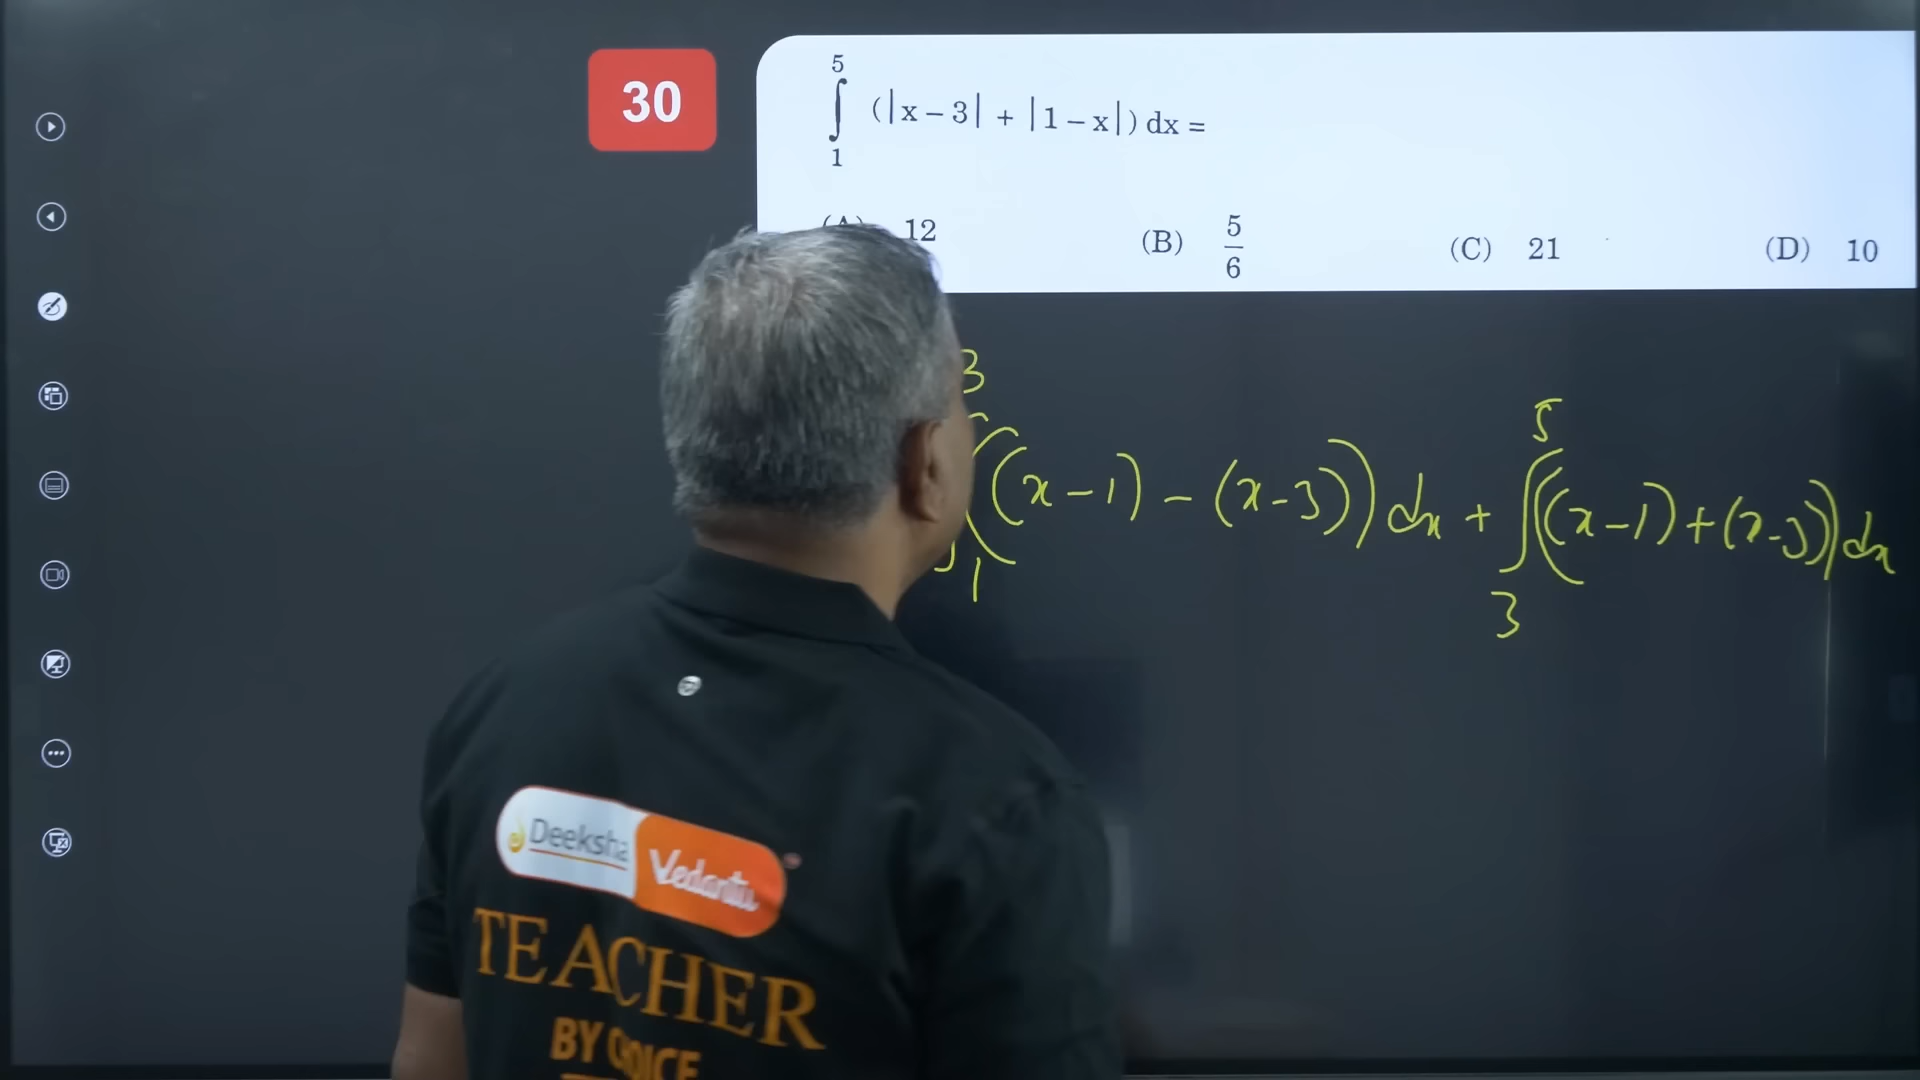 30
5
∫ (|x – 3| + |1 – x|) dx =
1
(A) 12 (B) 5/6 (C) 21 (D) 10
3 5
∫((x-1) - (x-3)) dx + ∫((x-1)+(x-3))dx
1 3
Deeksha Vedantu
TEACHER
BY CHOICE